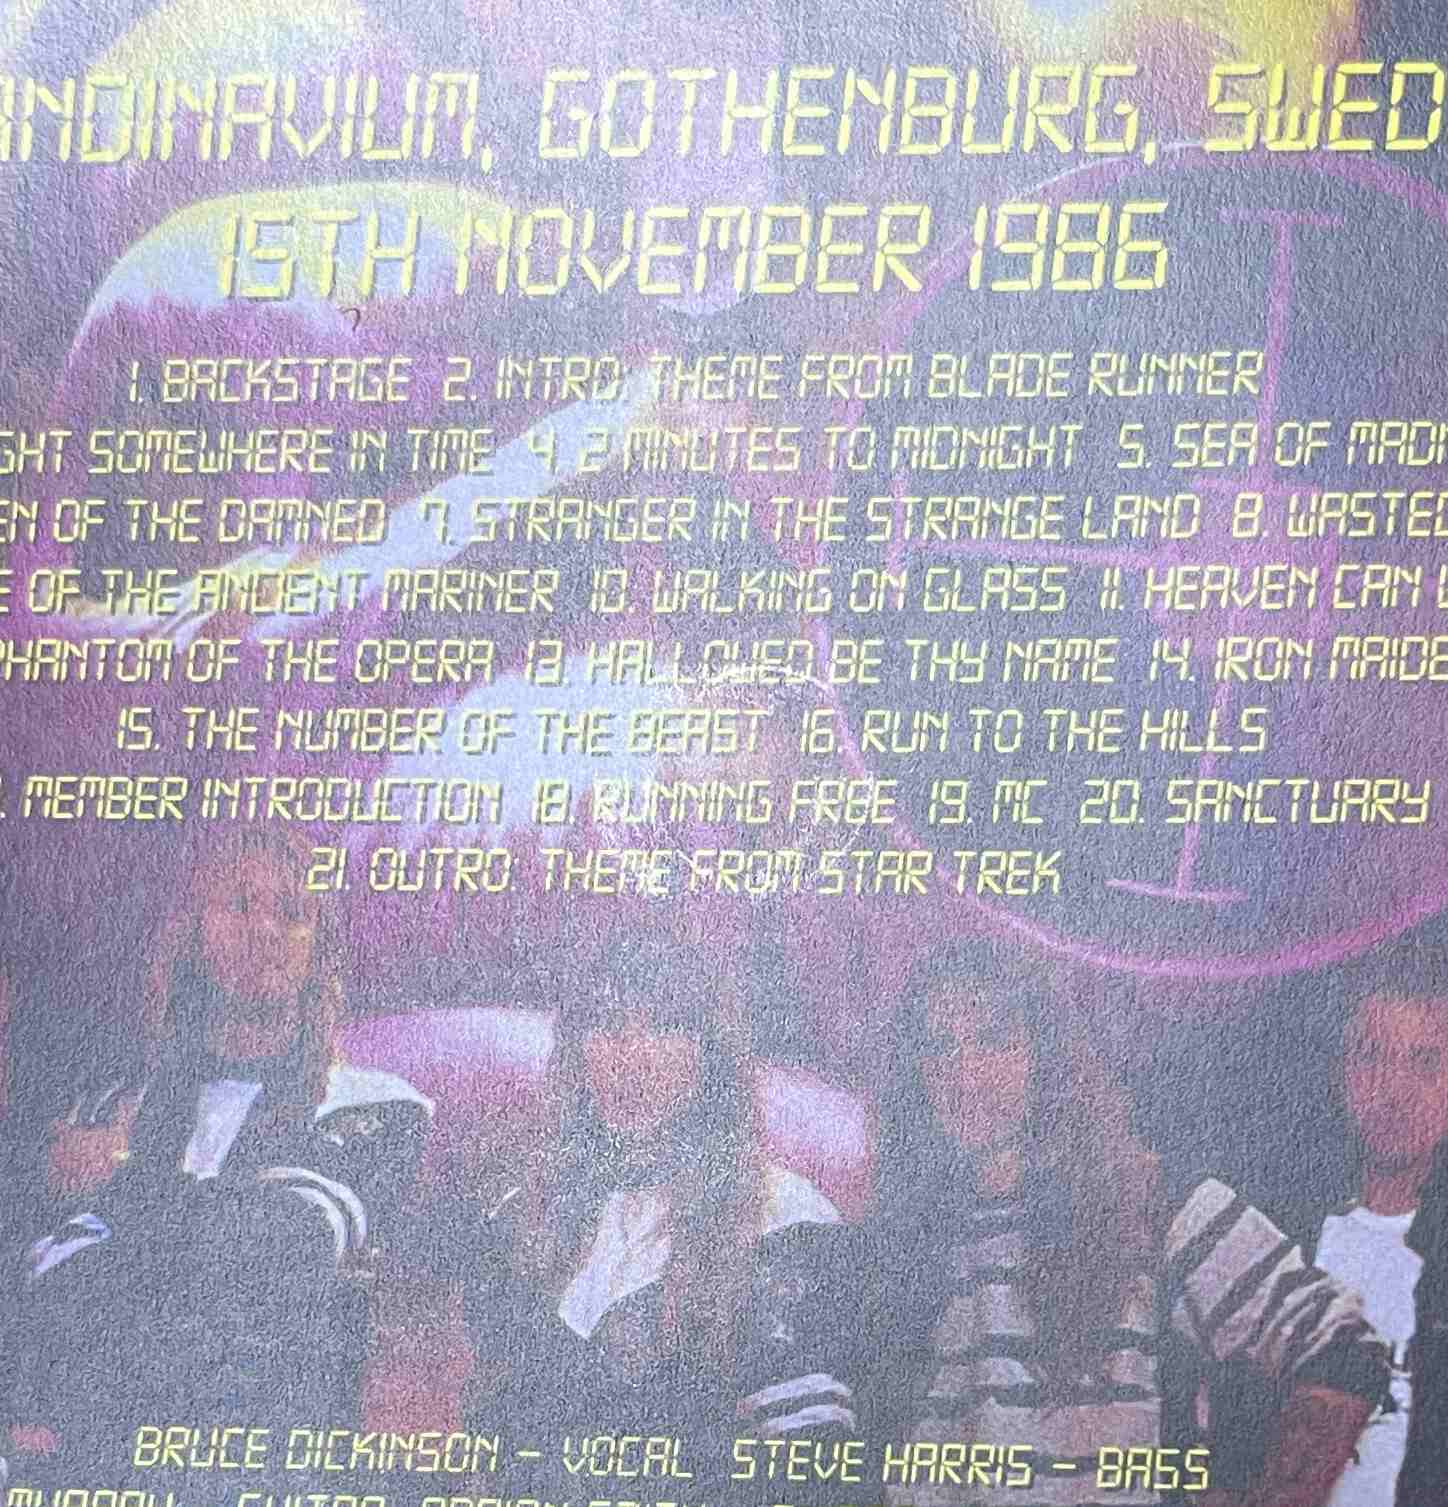 NDINAVIUM, GOTHENBURG, SWED
15TH NOVEMBER 1986
1. BACKSTAGE 2. INTRO: THEME FROM BLADE RUNNER
GHT SOMEWHERE IN TIME 4. 2 MINUTES TO MIDNIGHT 5. SEA OF MAD
EN OF THE DAMNED 7. STRANGER IN THE STRANGE LAND 8. WASTED
E OF THE ANCIENT MARINER 10. WALKING ON GLASS 11. HEAVEN CAN
PHANTOM OF THE OPERA 13. HALLOWED BE THY NAME 14. IRON MAIDE
15. THE NUMBER OF THE BEAST 16. RUN TO THE HILLS
. MEMBER INTRODUCTION 18. RUNNING FREE 19. MC 20. SANCTUARY
21. OUTRO: THEME FROM STAR TREK
BRUCE DICKINSON - VOCAL STEVE HARRIS - BASS